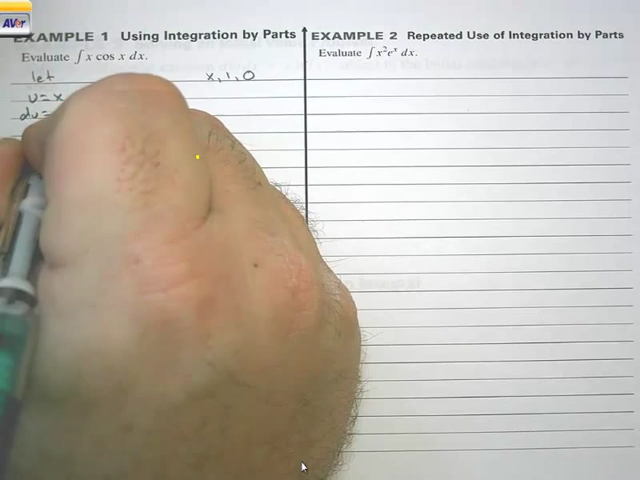 AVer
EXAMPLE 1 Using Integration by Parts
Evaluate ∫ x cos x dx.
let
x, 1, 0
u = x
du =
EXAMPLE 2 Repeated Use of Integration by Parts
Evaluate ∫ x²eˣ dx.